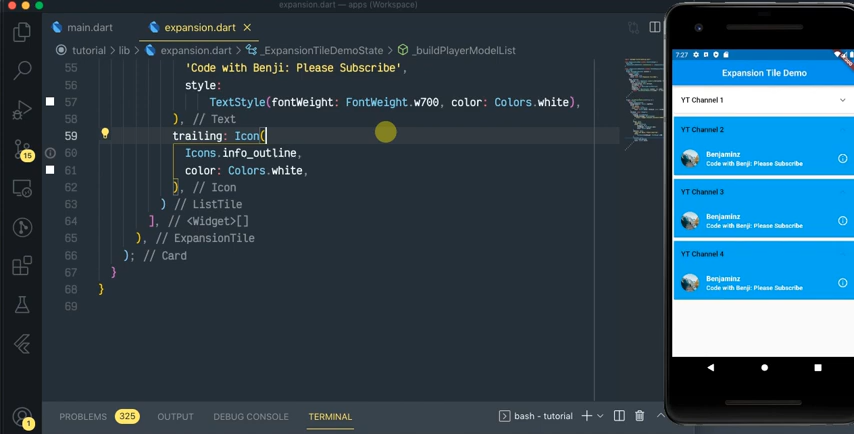 expansion.dart — apps (Workspace)
main.dart
expansion.dart
tutorial > lib > expansion.dart > _ExpansionTileDemoState > _buildPlayerModelList
55 'Code with Benji: Please Subscribe',
56 style:
57 TextStyle(fontWeight: FontWeight.w700, color: Colors.white),
58 ), // Text
59 trailing: Icon(
60 Icons.info_outline,
61 color: Colors.white,
62 ), // Icon
63 ) // ListTile
64 ], // <Widget>[]
65 ), // ExpansionTile
66 ); // Card
67 }
68 }
69
15
1
PROBLEMS 325 OUTPUT DEBUG CONSOLE TERMINAL
bash - tutorial
7:27
Expansion Tile Demo
YT Channel 1
YT Channel 2
Benjaminz
Code with Benji: Please Subscribe
YT Channel 3
Benjaminz
Code with Benji: Please Subscribe
YT Channel 4
Benjaminz
Code with Benji: Please Subscribe